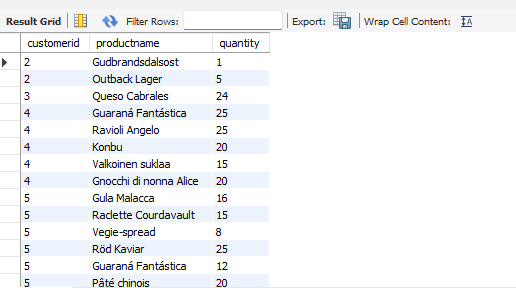 Result Grid Filter Rows: Export: Wrap Cell Content: IA
customerid productname quantity
2 Gudbrandsdalsost 1
2 Outback Lager 5
3 Queso Cabrales 24
4 Guaraná Fantástica 25
4 Ravioli Angelo 25
4 Konbu 20
4 Valkoinen suklaa 15
4 Gnocchi di nonna Alice 20
5 Gula Malacca 16
5 Raclette Courdavault 15
5 Vegie-spread 8
5 Röd Kaviar 25
5 Guaraná Fantástica 12
5 Pâté chinois 20